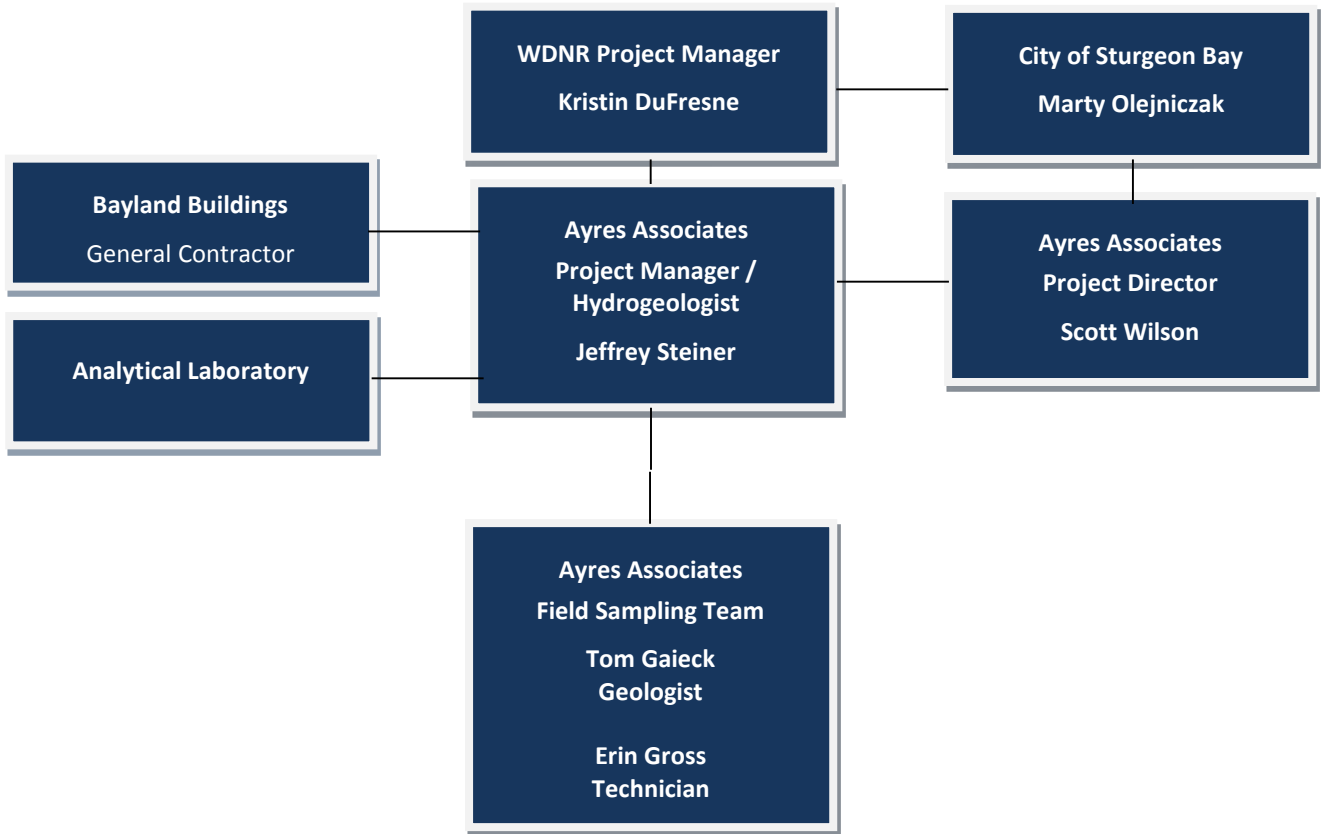 WDNR Project Manager
Kristin DuFresne
City of Sturgeon Bay
Marty Olejniczak
Bayland Buildings
General Contractor
Ayres Associates
Project Manager /
Hydrogeologist
Jeffrey Steiner
Ayres Associates
Project Director
Scott Wilson
Analytical Laboratory
Ayres Associates
Field Sampling Team
Tom Gaieck
Geologist
Erin Gross
Technician